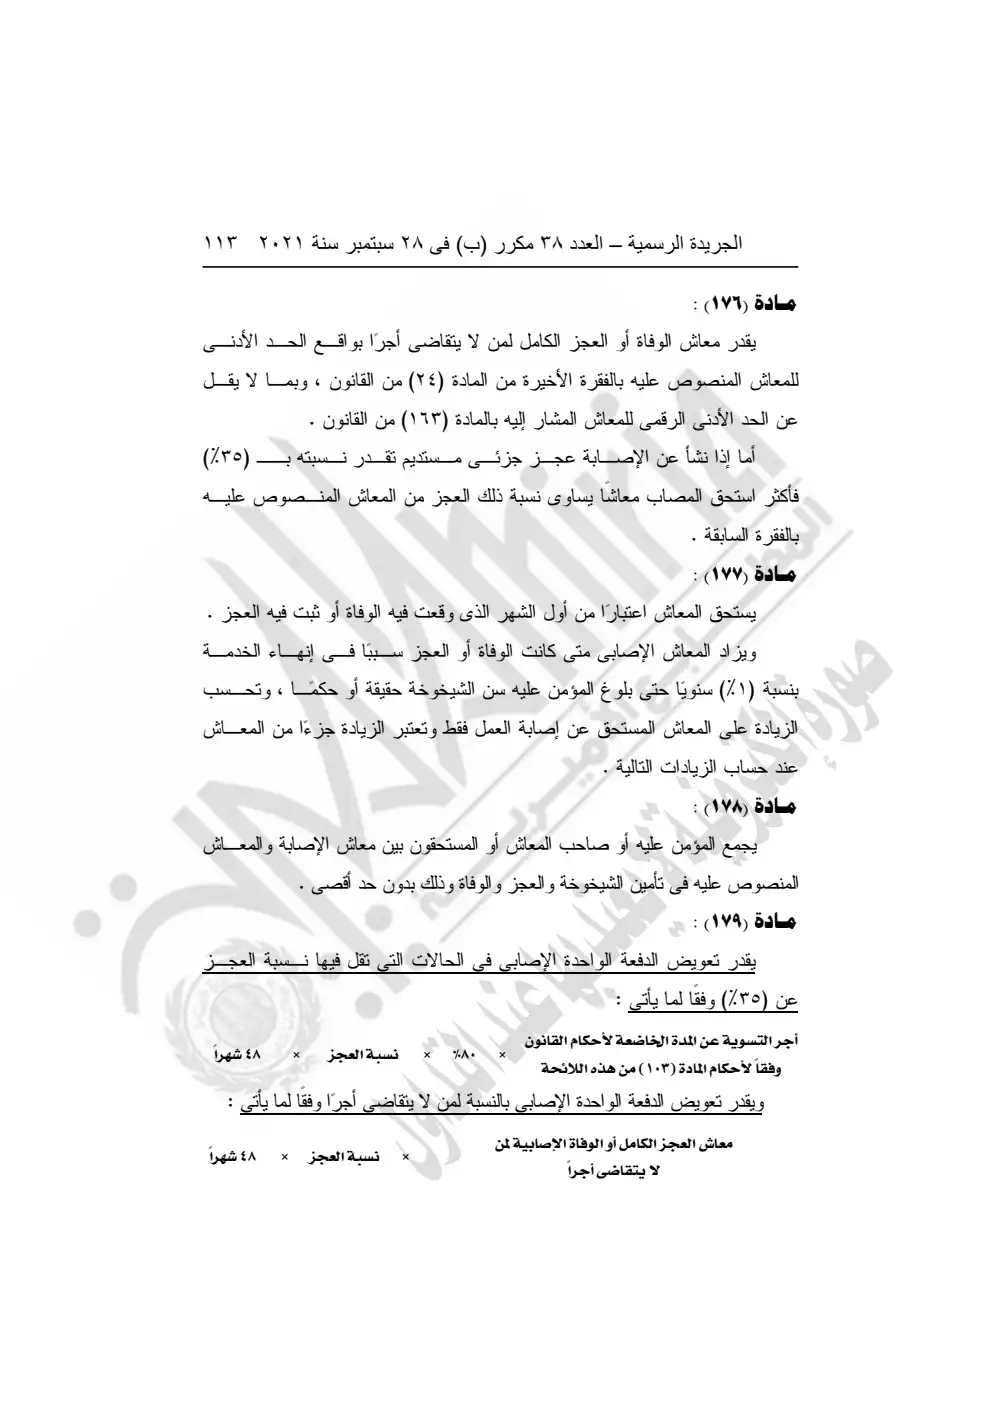 الجريدة الرسمية – العدد ٣٨ مكرر (ب) فى ٢٨ سبتمبر سنة ٢٠٢١ ١١٣
مادة (١٧٦) :
يقدر معاش الوفاة أو العجز الكامل لمن لا يتقاضى أجرًا بواقع الحد الأدنى
للمعاش المنصوص عليه بالفقرة الأخيرة من المادة (٢٤) من القانون ، وبما لا يقل
عن الحد الأدنى الرقمى للمعاش المشار إليه بالمادة (١٦٣) من القانون .
أما إذا نشأ عن الإصابة عجز جزئى مستديم تقدر نسبته بـ (٣٥٪)
فأكثر استحق المصاب معاشًا يساوى نسبة ذلك العجز من المعاش المنصوص عليه
بالفقرة السابقة .
مادة (١٧٧) :
يستحق المعاش اعتبارًا من أول الشهر الذى وقعت فيه الوفاة أو ثبت فيه العجز .
ويزاد المعاش الإصابى متى كانت الوفاة أو العجز سببًا فى إنهاء الخدمة
بنسبة (١٪) سنويًا حتى بلوغ المؤمن عليه سن الشيخوخة حقيقة أو حكمًا ، وتحسب
الزيادة على المعاش المستحق عن إصابة العمل فقط وتعتبر الزيادة جزءًا من المعاش
عند حساب الزيادات التالية .
مادة (١٧٨) :
يجمع المؤمن عليه أو صاحب المعاش أو المستحقون بين معاش الإصابة والمعاش
المنصوص عليه فى تأمين الشيخوخة والعجز والوفاة وذلك بدون حد أقصى .
مادة (١٧٩) :
يقدر تعويض الدفعة الواحدة الإصابى فى الحالات التى تقل فيها نسبة العجز
عن (٣٥٪) وفقًا لما يأتى :
أجر التسوية عن المدة الخاضعة لأحكام القانون
وفقاً لأحكام المادة (١٠٣) من هذه اللائحة × ٨٠٪ × نسبة العجز × ٤٨ شهراً
ويقدر تعويض الدفعة الواحدة الإصابى بالنسبة لمن لا يتقاضى أجرًا وفقًا لما يأتى :
معاش العجز الكامل أو الوفاة الإصابية لمن
لا يتقاضى أجراً × نسبة العجز × ٤٨ شهراً